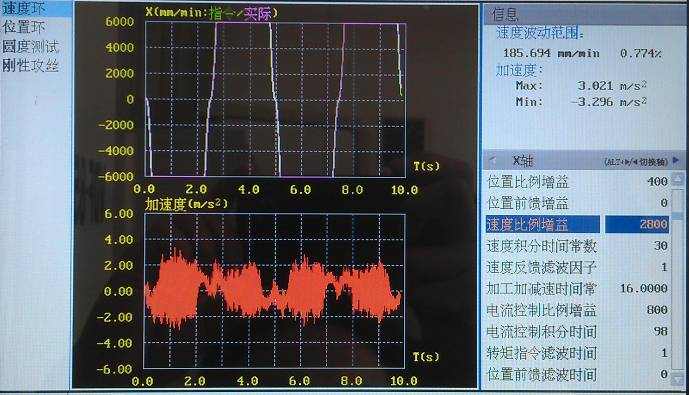 速度环
位置环
圆度测试
刚性攻丝
X(mm/min:指令/实际)
6000
4000
2000
0
-2000
-4000
-6000
T(s)
0.0 2.0 4.0 6.0 8.0 10.0
加速度(m/s²)
6.00
4.00
2.00
0.00
-2.00
-4.00
-6.00
T(s)
0.0 2.0 4.0 6.0 8.0 10.0
信息
速度波动范围:
185.694 mm/min 0.774%
加速度:
Max: 3.021 m/s²
Min: -3.296 m/s²
X轴 (ALT+▶/◀切换轴)
位置比例增益 400
位置前馈增益 0
速度比例增益 2800
速度积分时间常数 30
速度反馈滤波因子 1
加工加减速时间常 16.0000
电流控制比例增益 800
电流控制积分时间 98
转矩指令滤波时间 1
位置前馈滤波时间 0